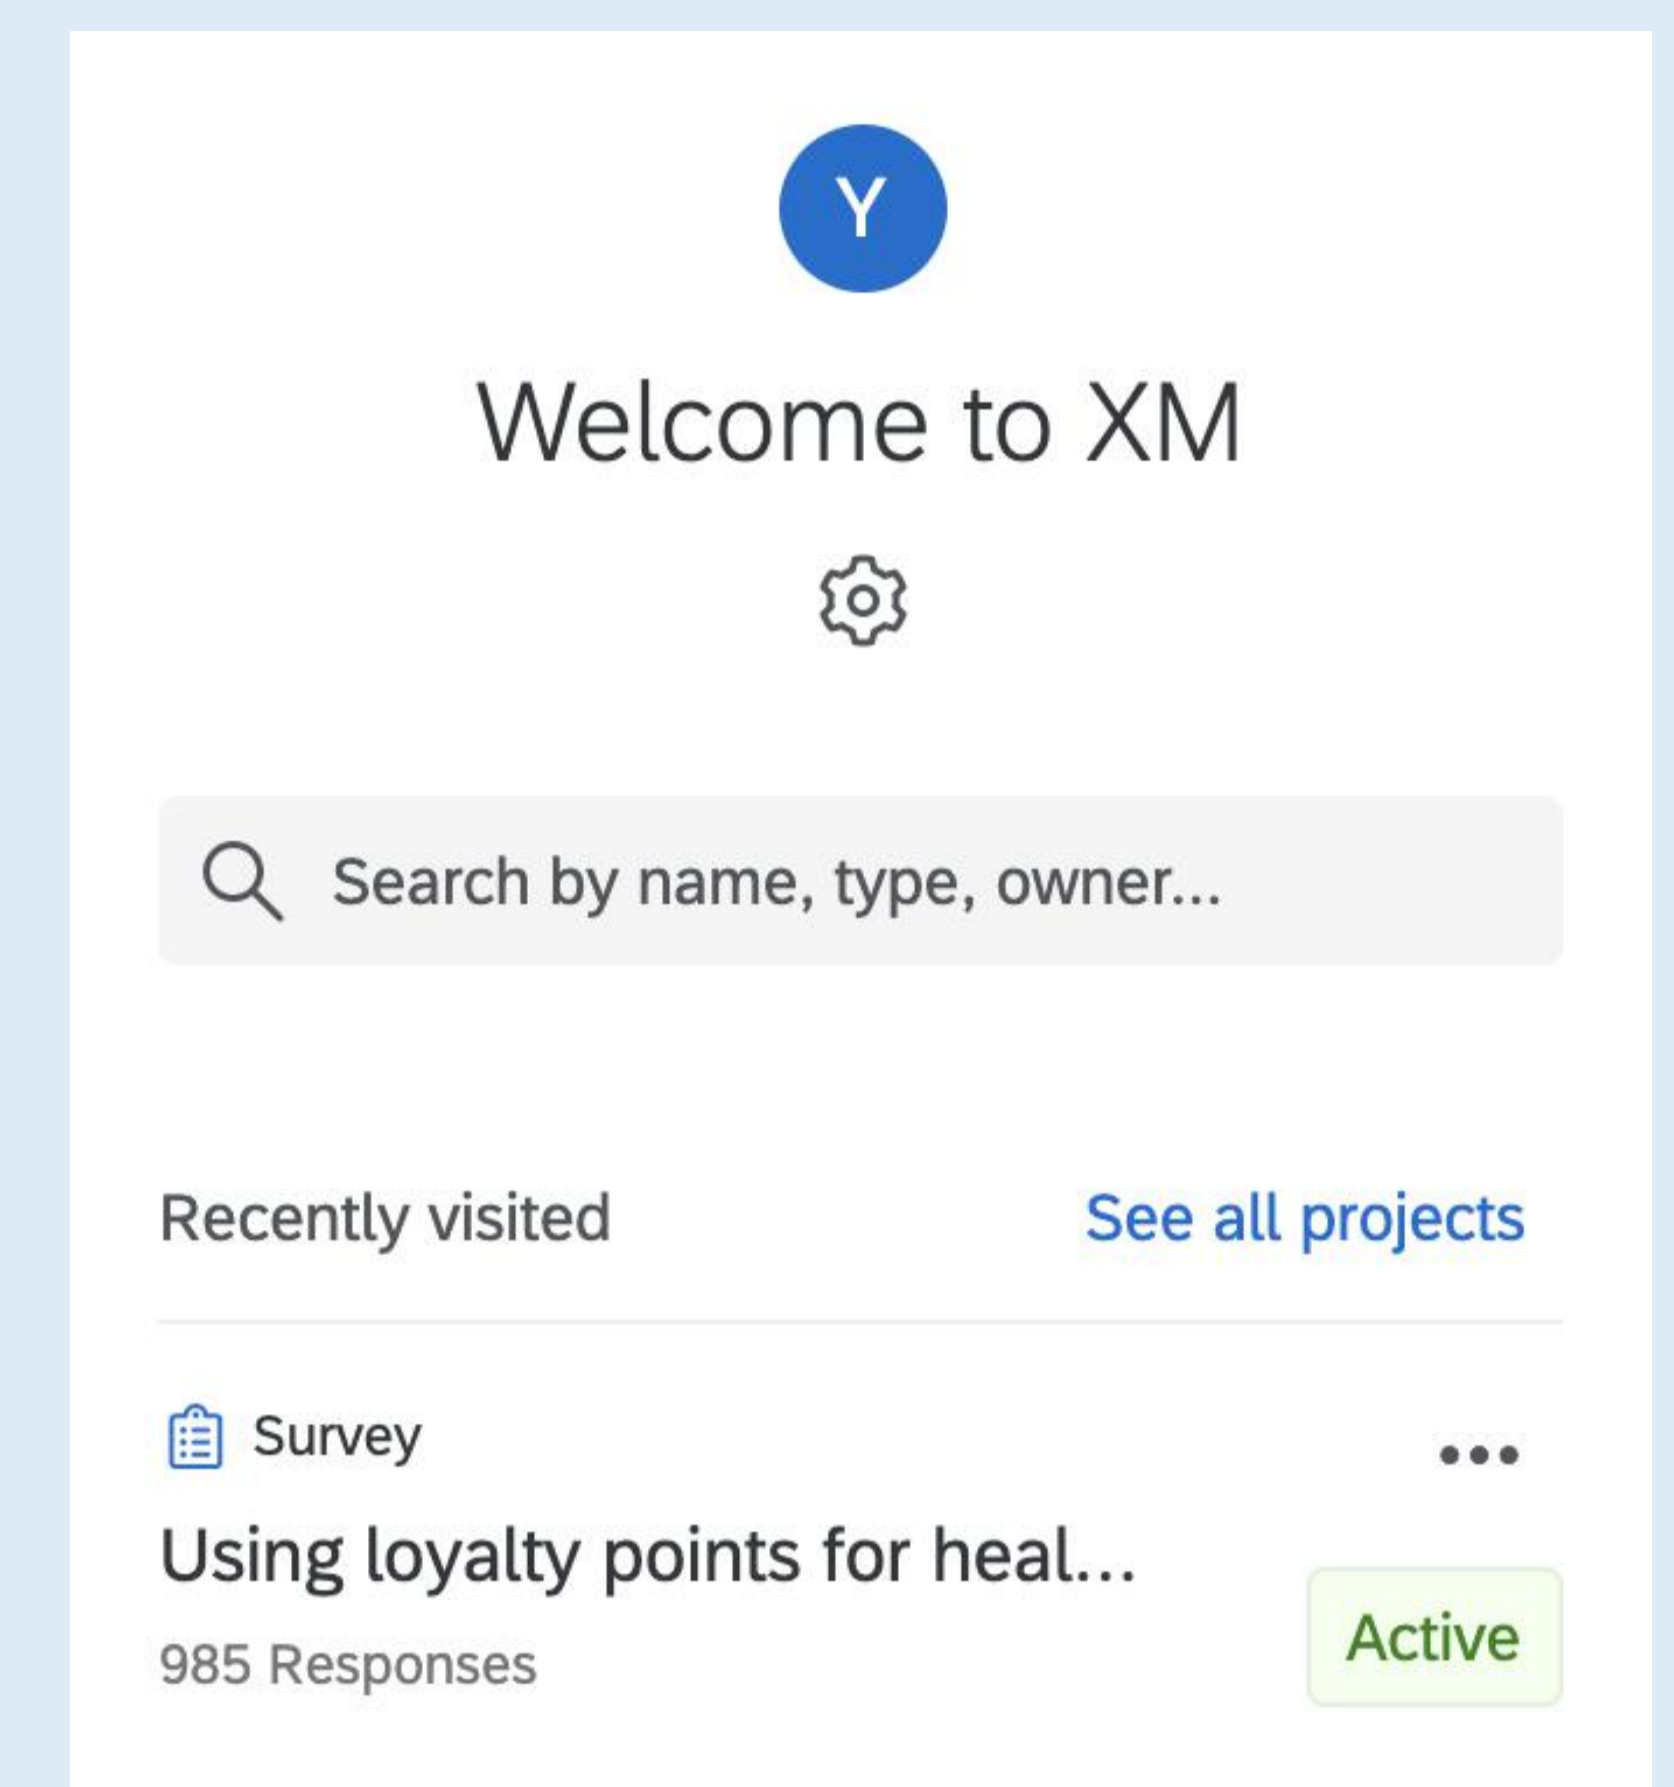 Y
Welcome to XM
Search by name, type, owner...
Recently visited
See all projects
Survey
Using loyalty points for heal...
985 Responses
Active